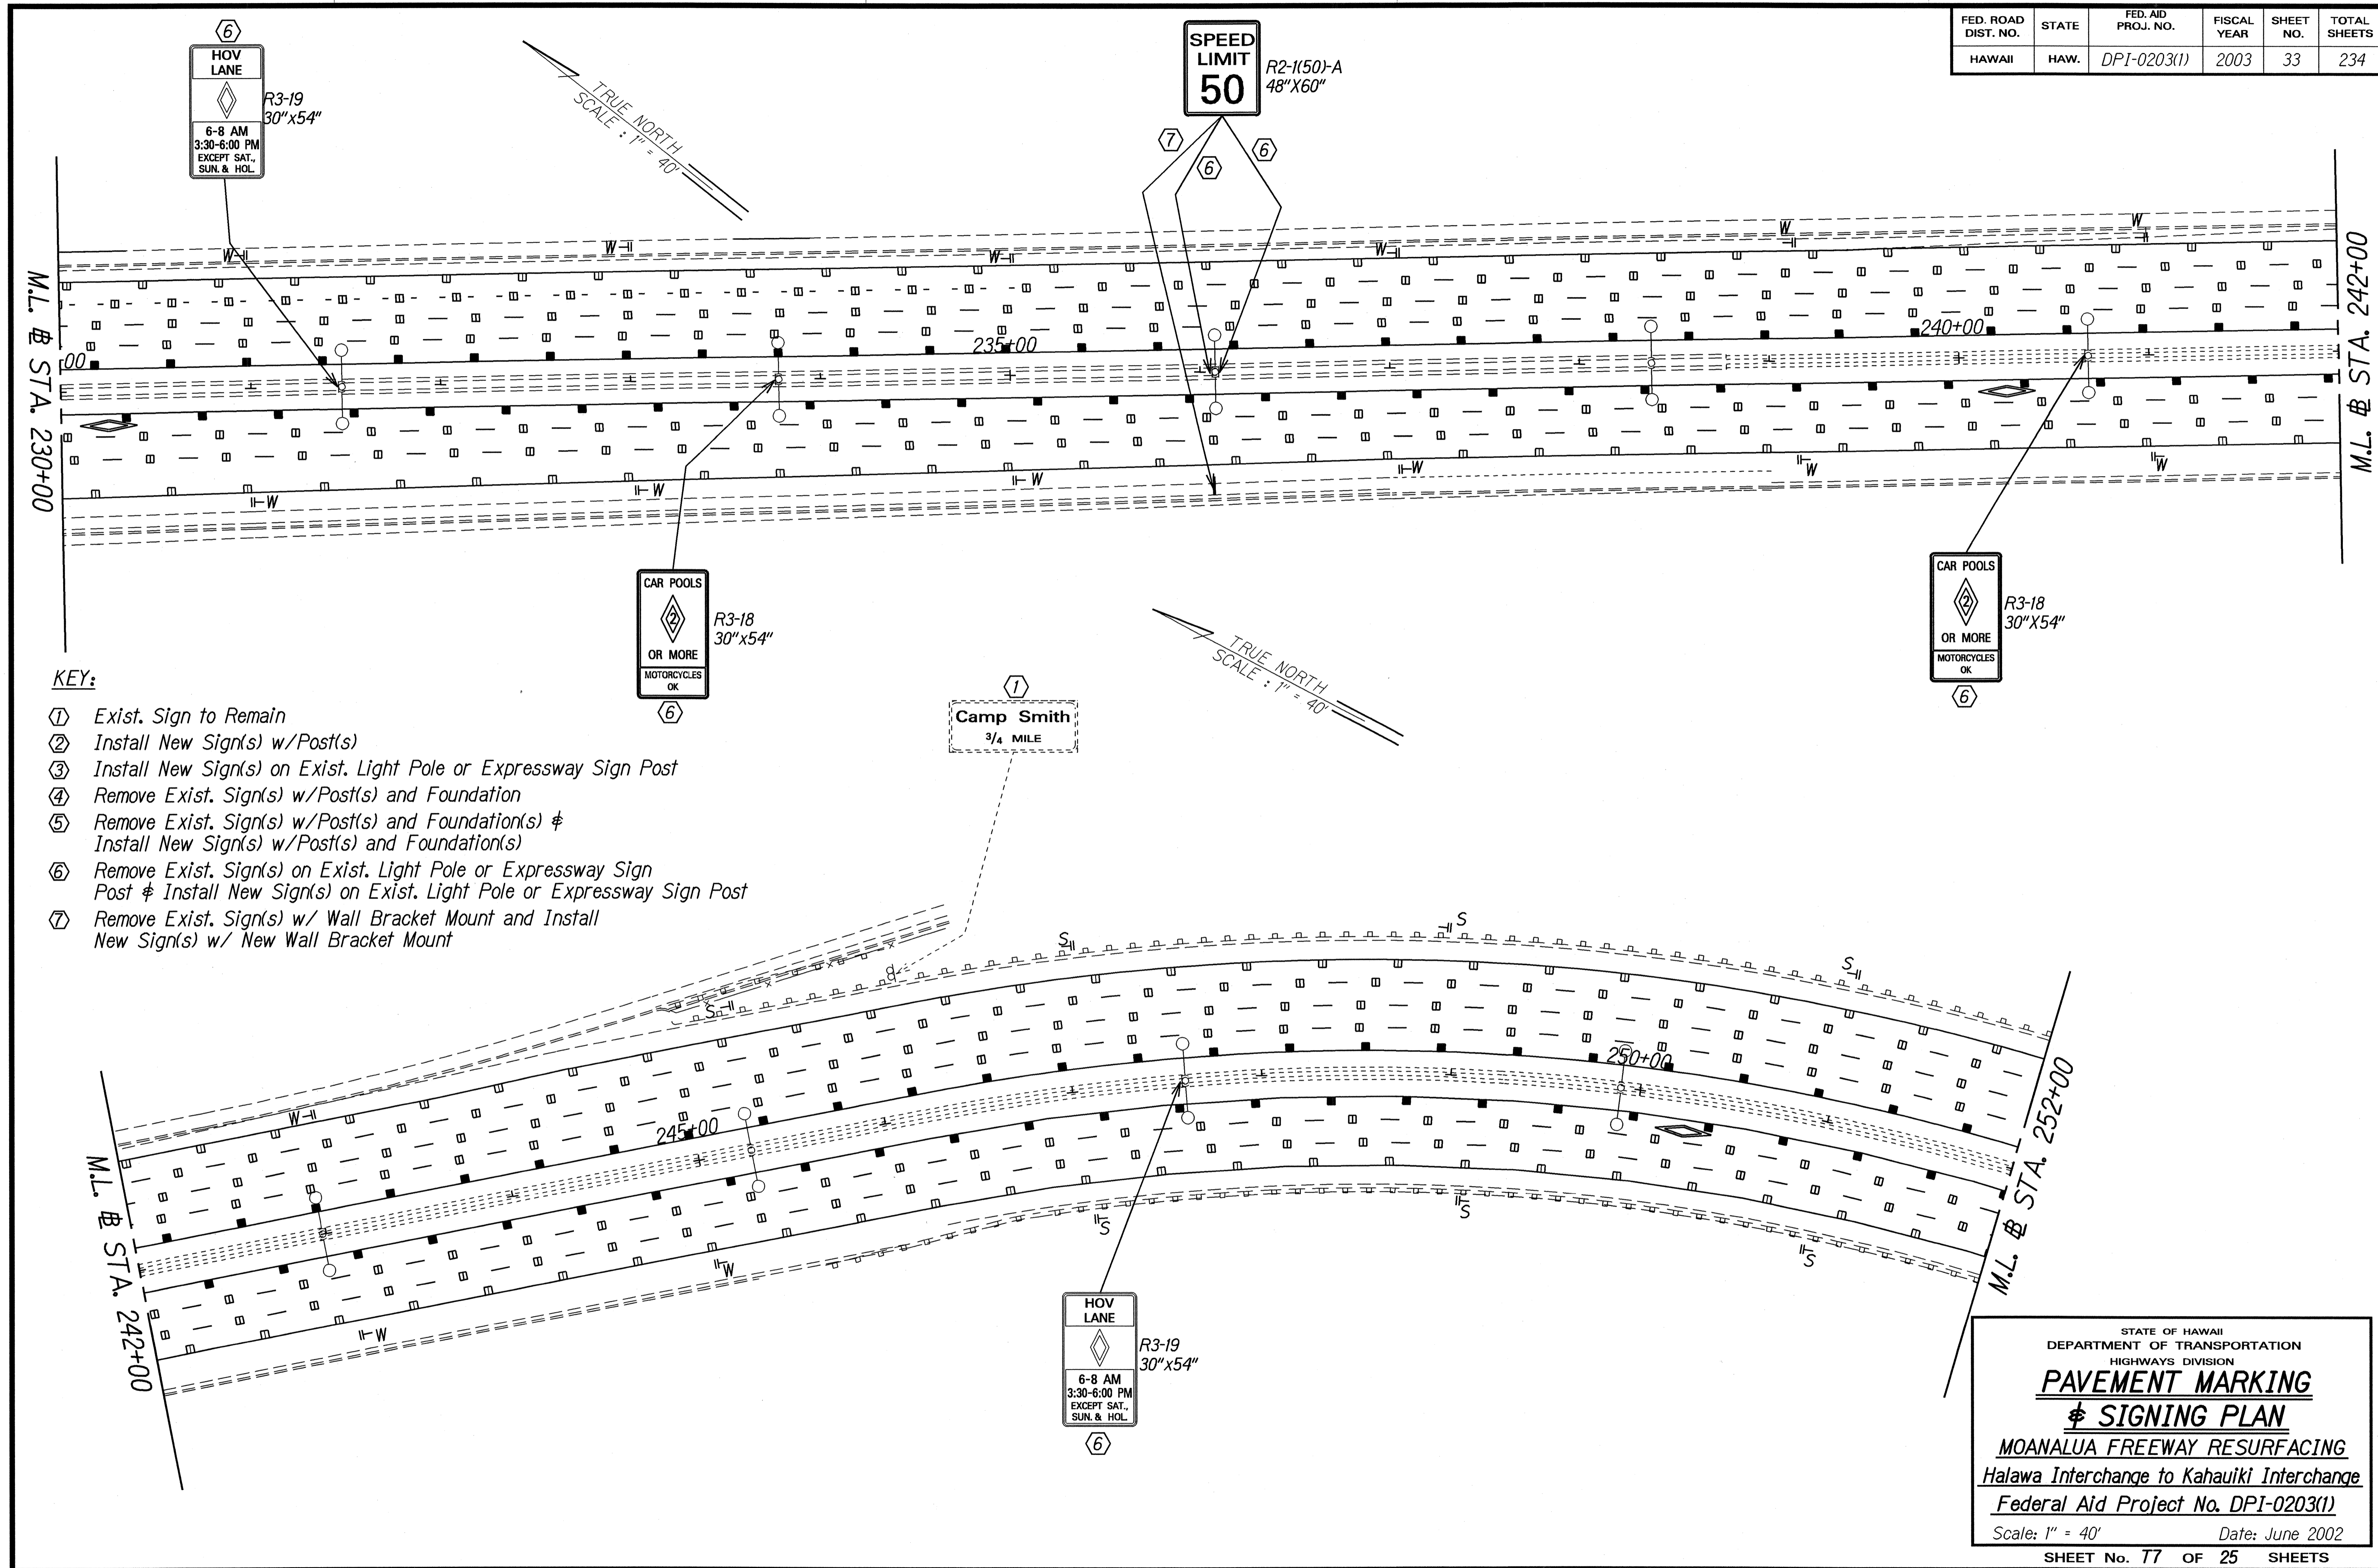 FED. ROAD DIST. NO. STATE FED. AID PROJ. NO. FISCAL YEAR SHEET NO. TOTAL SHEETS
HAWAII HAW. DPI-0203(1) 2003 33 234
6
HOV
LANE
6-8 AM
3:30-6:00 PM
EXCEPT SAT.,
SUN. & HOL.
R3-19
30"x54"
TRUE NORTH
SCALE : 1" = 40'
SPEED
LIMIT
50
R2-1(50)-A
48"X60"
7
6
6
W W W W W W
M.L. ⅊ STA. 230+00
00
235+00
240+00
M.L. ⅊ STA. 242+00
W W W W W W
CAR POOLS
2
OR MORE
MOTORCYCLES
OK
R3-18
30"x54"
6
CAR POOLS
2
OR MORE
MOTORCYCLES
OK
R3-18
30"X54"
6
TRUE NORTH
SCALE : 1" = 40'
KEY:
1 Exist. Sign to Remain
2 Install New Sign(s) w/Post(s)
3 Install New Sign(s) on Exist. Light Pole or Expressway Sign Post
4 Remove Exist. Sign(s) w/Post(s) and Foundation
5 Remove Exist. Sign(s) w/Post(s) and Foundation(s) &
Install New Sign(s) w/Post(s) and Foundation(s)
6 Remove Exist. Sign(s) on Exist. Light Pole or Expressway Sign
Post & Install New Sign(s) on Exist. Light Pole or Expressway Sign Post
7 Remove Exist. Sign(s) w/ Wall Bracket Mount and Install
New Sign(s) w/ New Wall Bracket Mount
1
Camp Smith
3/4 MILE
S S S S
W
M.L. ⅊ STA. 242+00
245+00
250+00
M.L. ⅊ STA. 252+00
W W S S S
HOV
LANE
6-8 AM
3:30-6:00 PM
EXCEPT SAT.,
SUN. & HOL.
R3-19
30"x54"
6
STATE OF HAWAII
DEPARTMENT OF TRANSPORTATION
HIGHWAYS DIVISION
PAVEMENT MARKING
& SIGNING PLAN
MOANALUA FREEWAY RESURFACING
Halawa Interchange to Kahauiki Interchange
Federal Aid Project No. DPI-0203(1)
Scale: 1" = 40' Date: June 2002
SHEET No. T7 OF 25 SHEETS